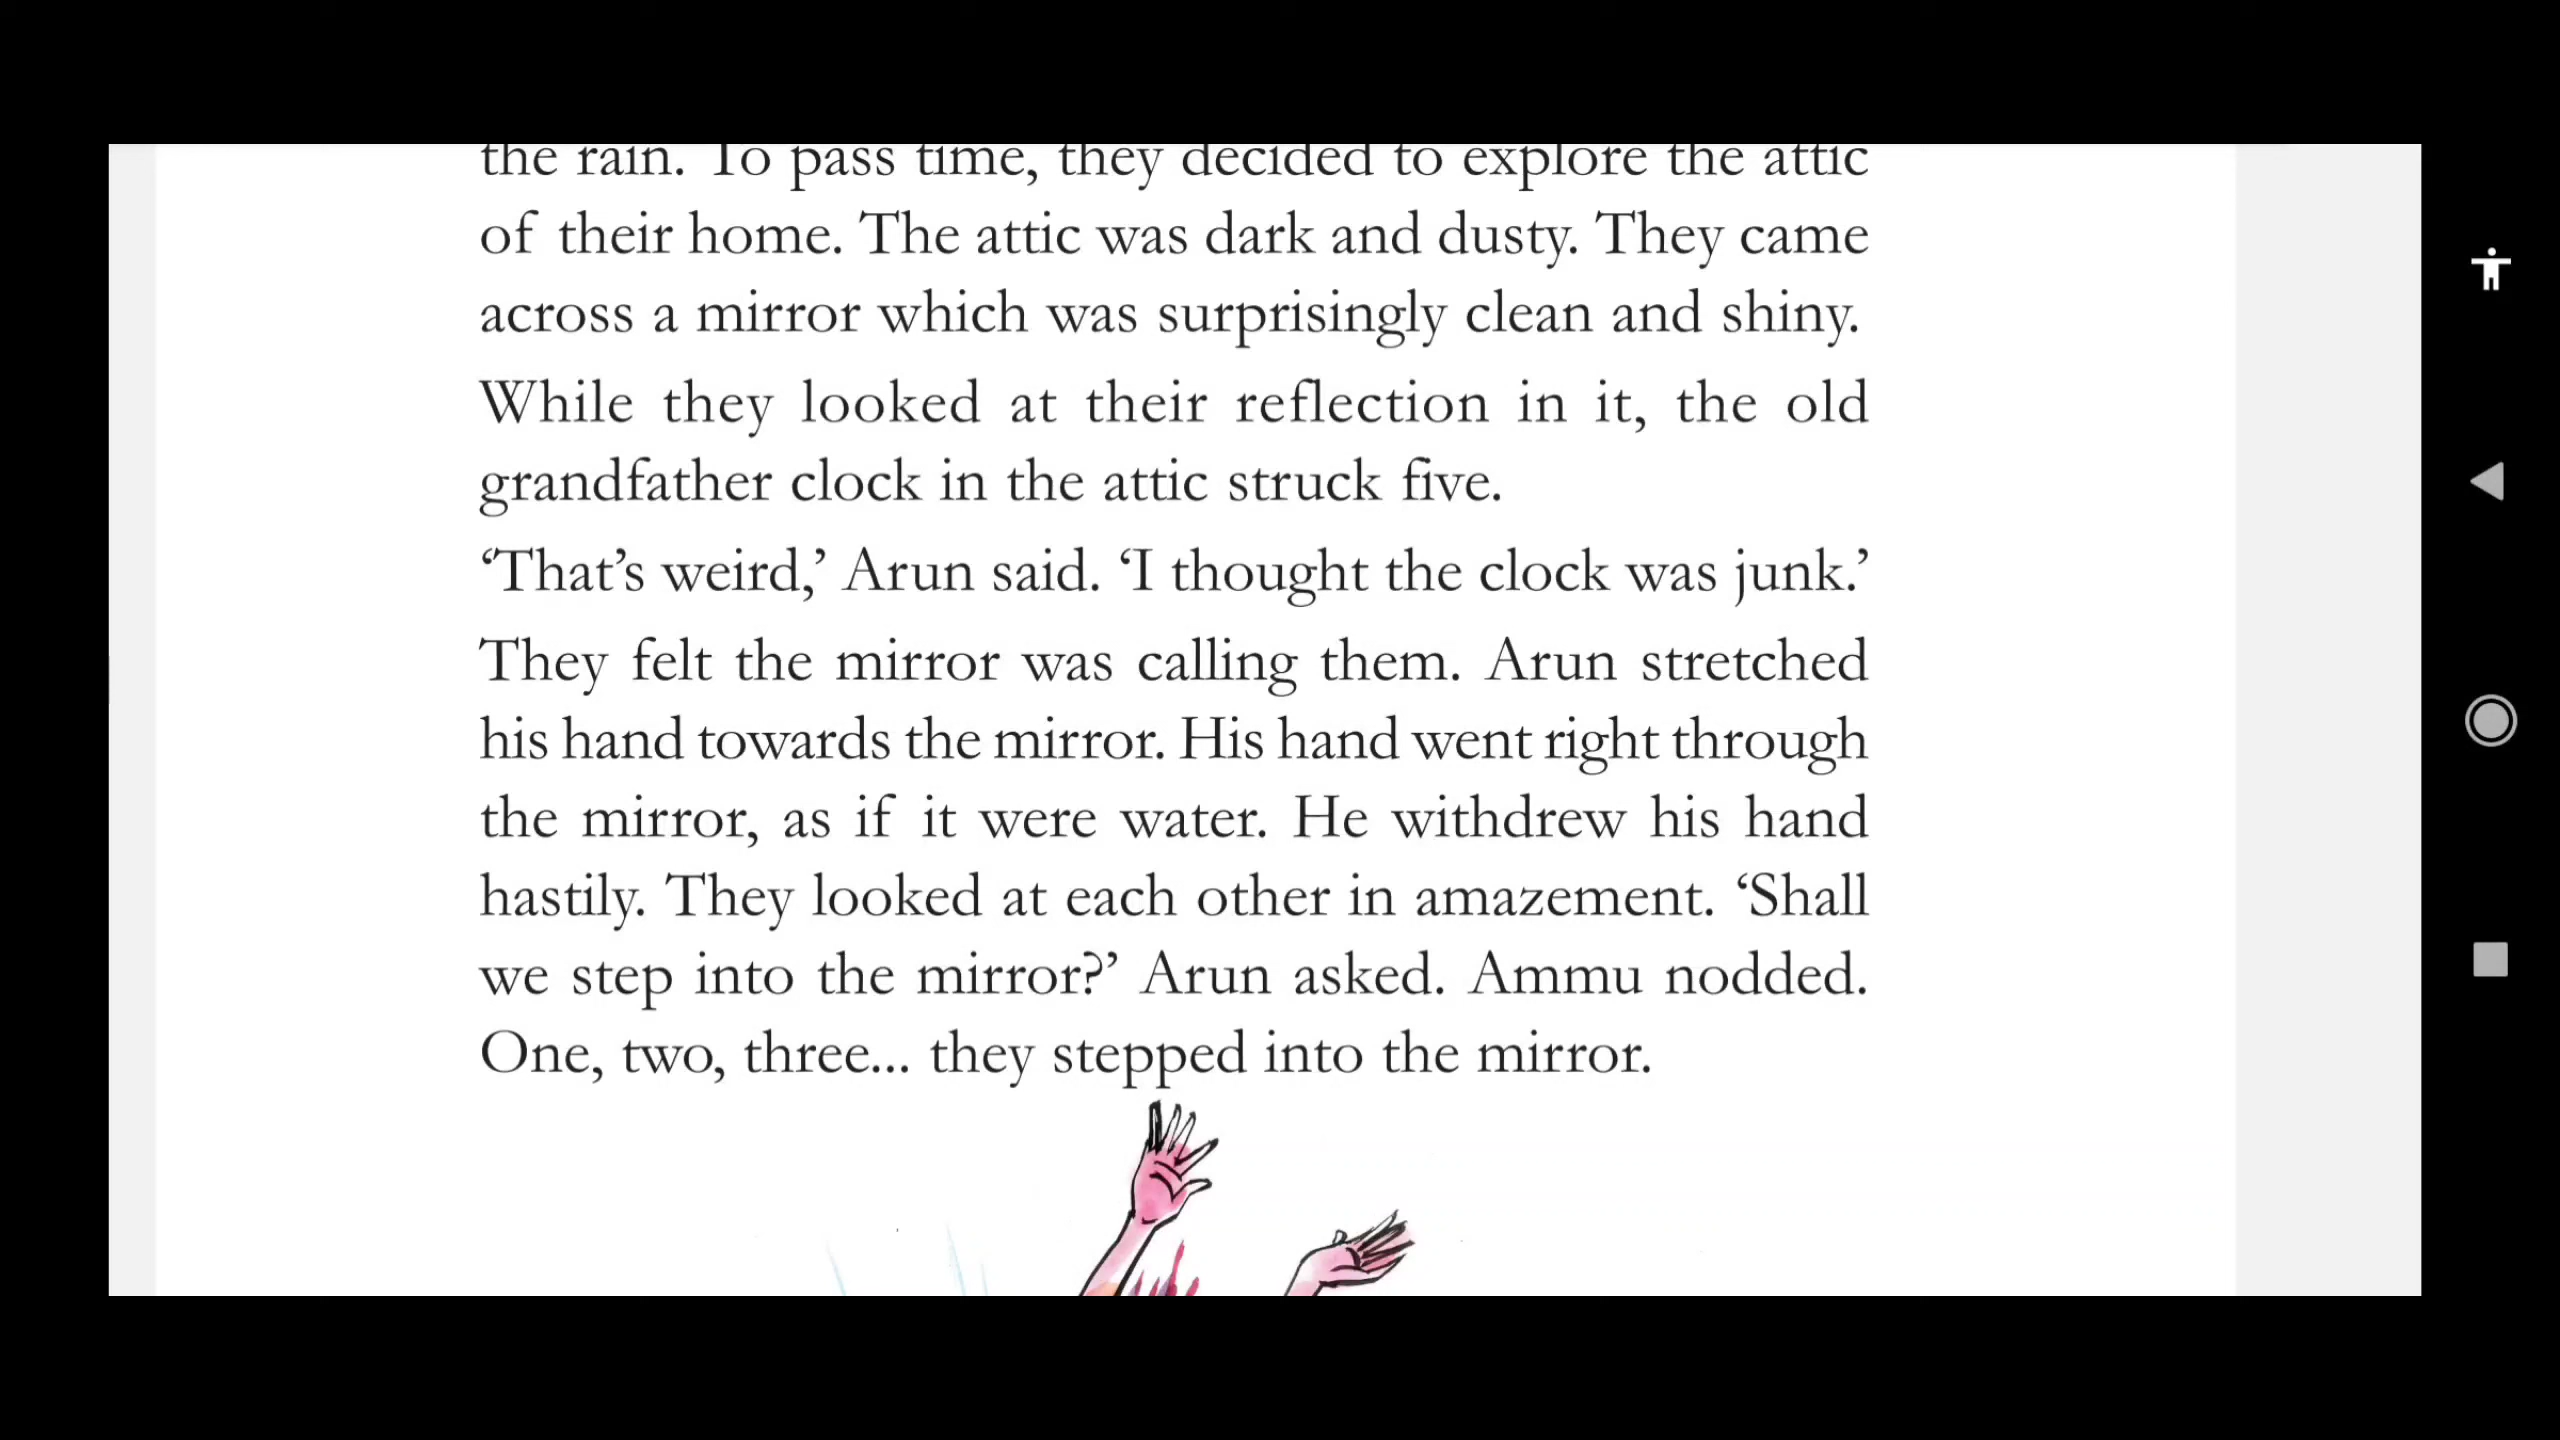 the rain. To pass time, they decided to explore the attic
of their home. The attic was dark and dusty. They came
across a mirror which was surprisingly clean and shiny.
While they looked at their reflection in it, the old
grandfather clock in the attic struck five.
‘That’s weird,’ Arun said. ‘I thought the clock was junk.’
They felt the mirror was calling them. Arun stretched
his hand towards the mirror. His hand went right through
the mirror, as if it were water. He withdrew his hand
hastily. They looked at each other in amazement. ‘Shall
we step into the mirror?’ Arun asked. Ammu nodded.
One, two, three... they stepped into the mirror.